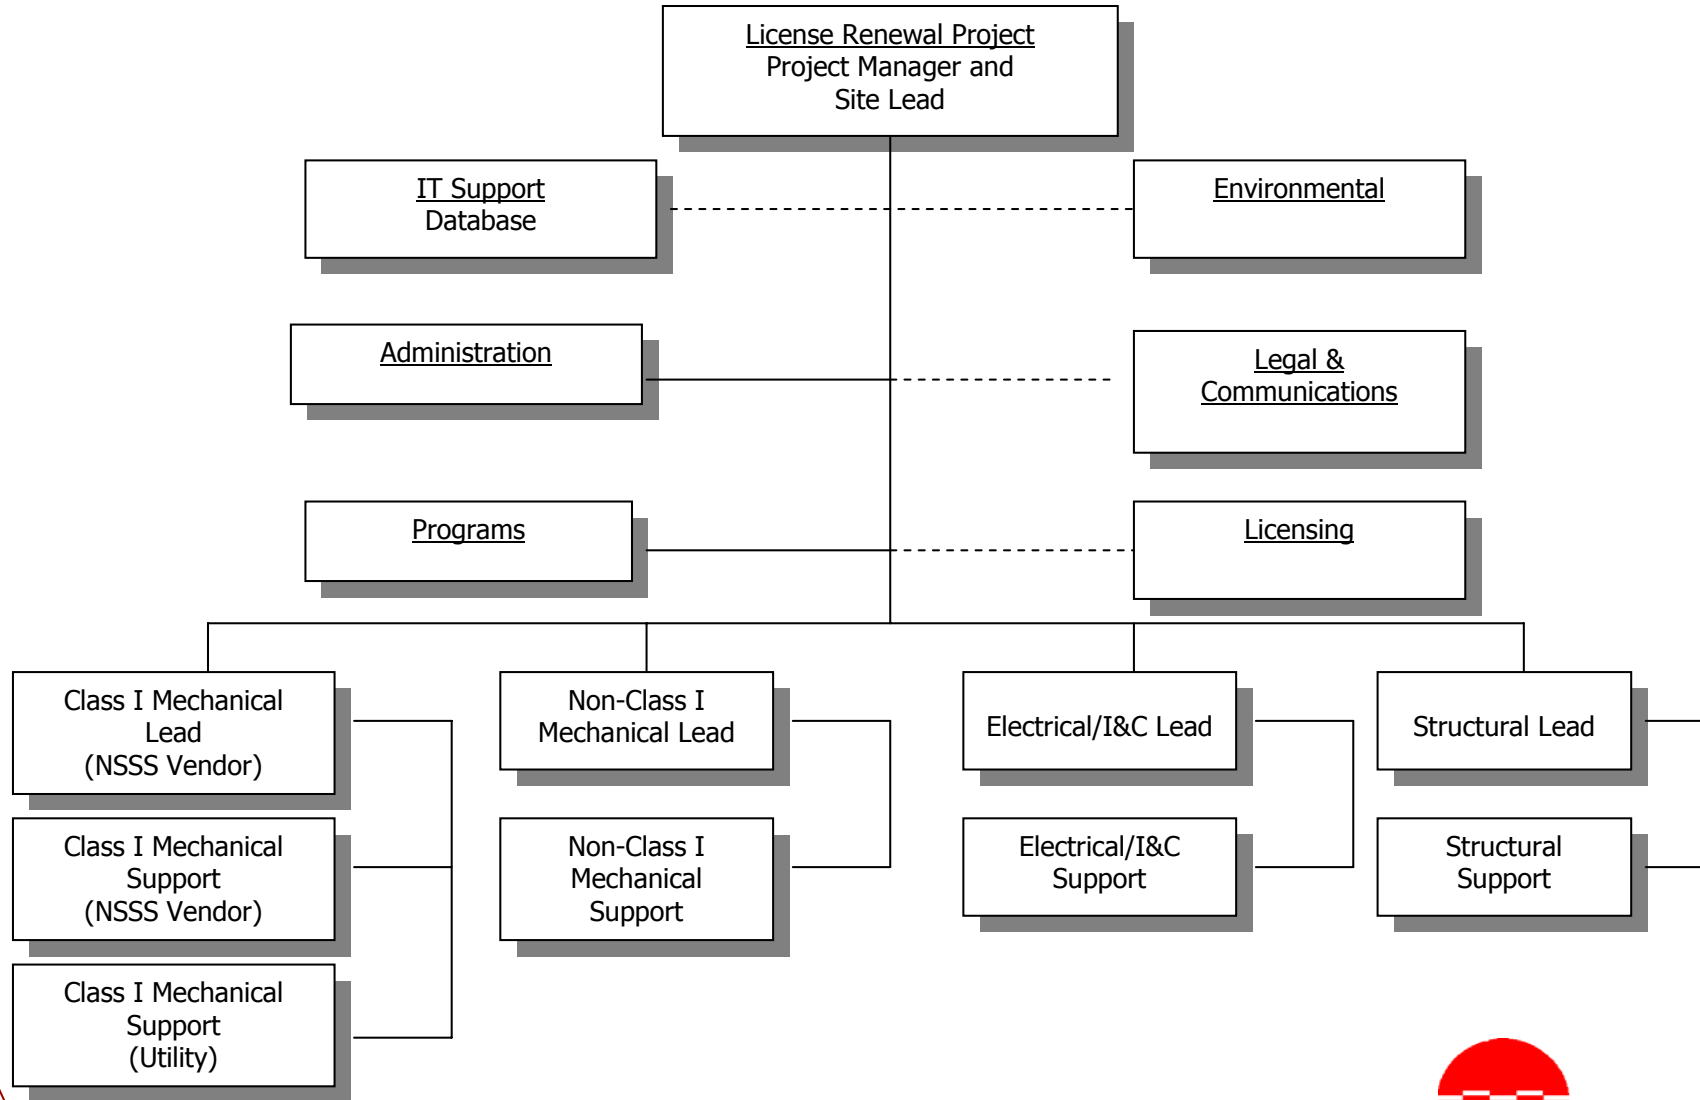 License Renewal Project
Project Manager and
Site Lead
IT Support
Database
Environmental
Administration
Legal &
Communications
Programs
Licensing
Class I Mechanical
Lead
(NSSS Vendor)
Non-Class I
Mechanical Lead
Electrical/I&C Lead
Structural Lead
Class I Mechanical
Support
(NSSS Vendor)
Non-Class I
Mechanical
Support
Electrical/I&C
Support
Structural
Support
Class I Mechanical
Support
(Utility)